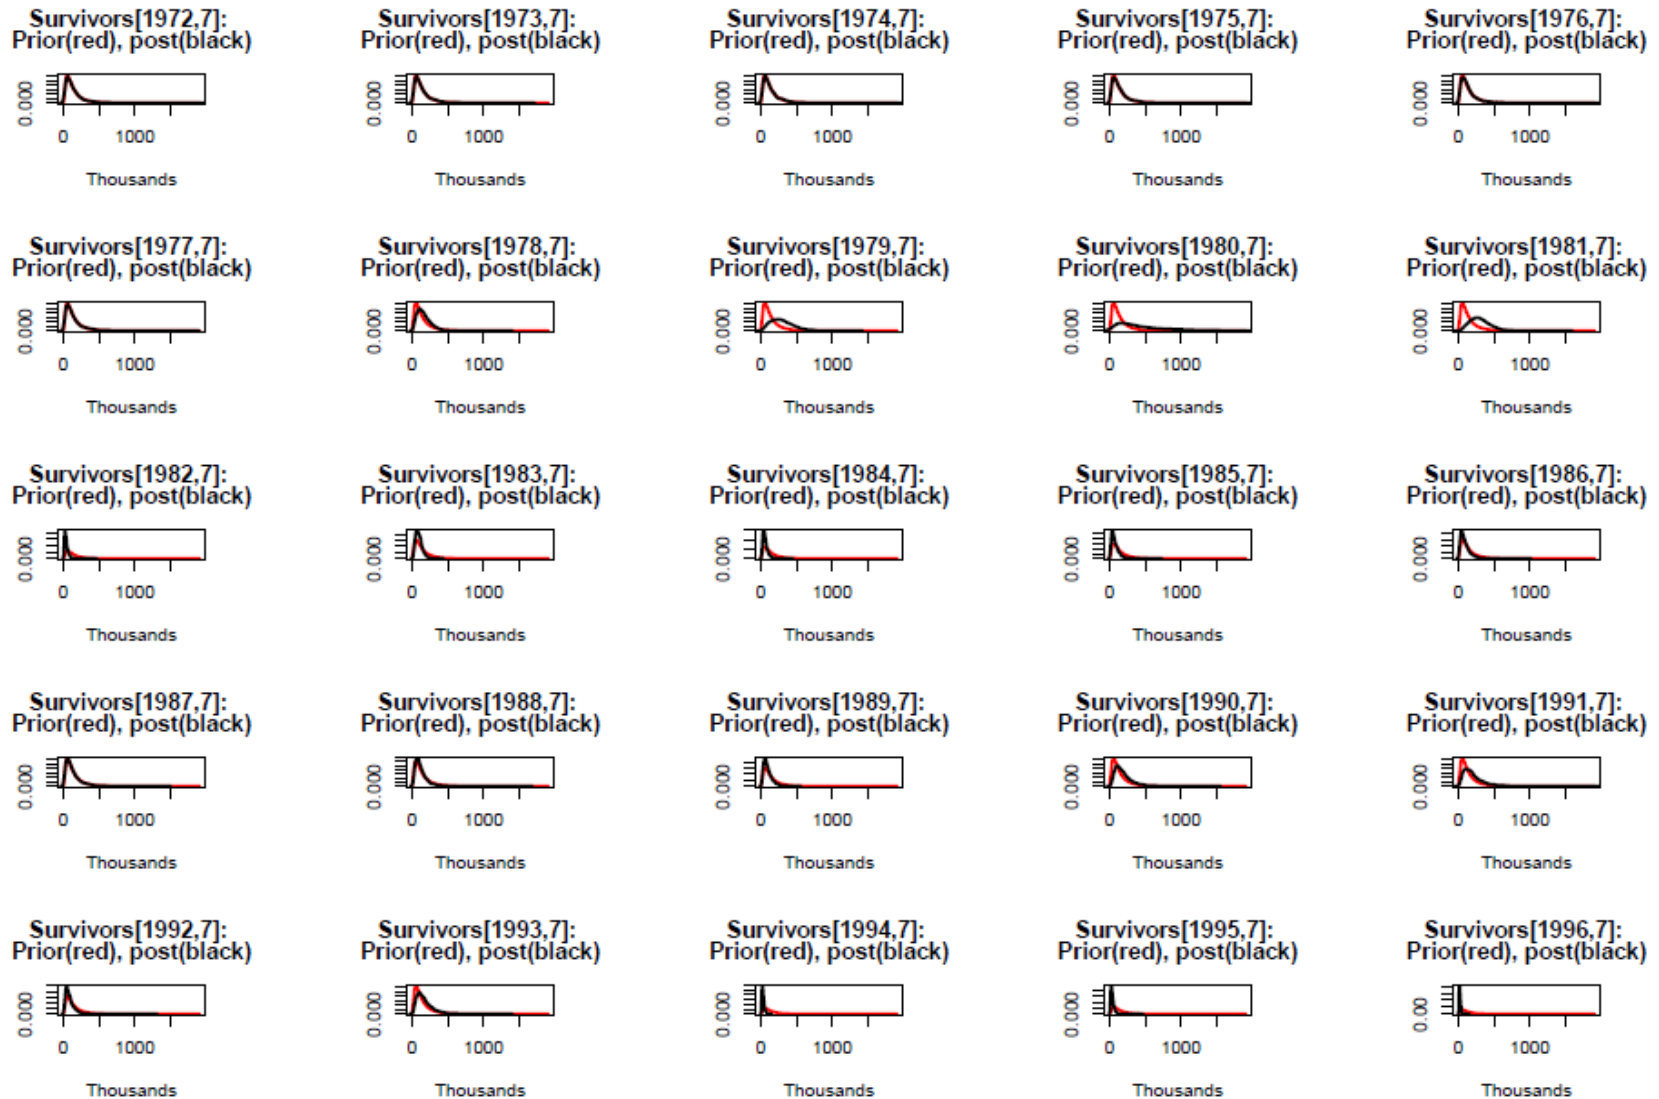 Survivors[1972,7]:
Prior(red), post(black)
0.000
0 1000
Thousands
Survivors[1973,7]:
Prior(red), post(black)
0.000
0 1000
Thousands
Survivors[1974,7]:
Prior(red), post(black)
0.000
0 1000
Thousands
Survivors[1975,7]:
Prior(red), post(black)
0.000
0 1000
Thousands
Survivors[1976,7]:
Prior(red), post(black)
0.000
0 1000
Thousands
Survivors[1977,7]:
Prior(red), post(black)
0.000
0 1000
Thousands
Survivors[1978,7]:
Prior(red), post(black)
0.000
0 1000
Thousands
Survivors[1979,7]:
Prior(red), post(black)
0.000
0 1000
Thousands
Survivors[1980,7]:
Prior(red), post(black)
0.000
0 1000
Thousands
Survivors[1981,7]:
Prior(red), post(black)
0.000
0 1000
Thousands
Survivors[1982,7]:
Prior(red), post(black)
0.000
0 1000
Thousands
Survivors[1983,7]:
Prior(red), post(black)
0.000
0 1000
Thousands
Survivors[1984,7]:
Prior(red), post(black)
0.000
0 1000
Thousands
Survivors[1985,7]:
Prior(red), post(black)
0.000
0 1000
Thousands
Survivors[1986,7]:
Prior(red), post(black)
0.000
0 1000
Thousands
Survivors[1987,7]:
Prior(red), post(black)
0.000
0 1000
Thousands
Survivors[1988,7]:
Prior(red), post(black)
0.000
0 1000
Thousands
Survivors[1989,7]:
Prior(red), post(black)
0.000
0 1000
Thousands
Survivors[1990,7]:
Prior(red), post(black)
0.000
0 1000
Thousands
Survivors[1991,7]:
Prior(red), post(black)
0.000
0 1000
Thousands
Survivors[1992,7]:
Prior(red), post(black)
0.000
0 1000
Thousands
Survivors[1993,7]:
Prior(red), post(black)
0.000
0 1000
Thousands
Survivors[1994,7]:
Prior(red), post(black)
0.000
0 1000
Thousands
Survivors[1995,7]:
Prior(red), post(black)
0.000
0 1000
Thousands
Survivors[1996,7]:
Prior(red), post(black)
0.00
0 1000
Thousands